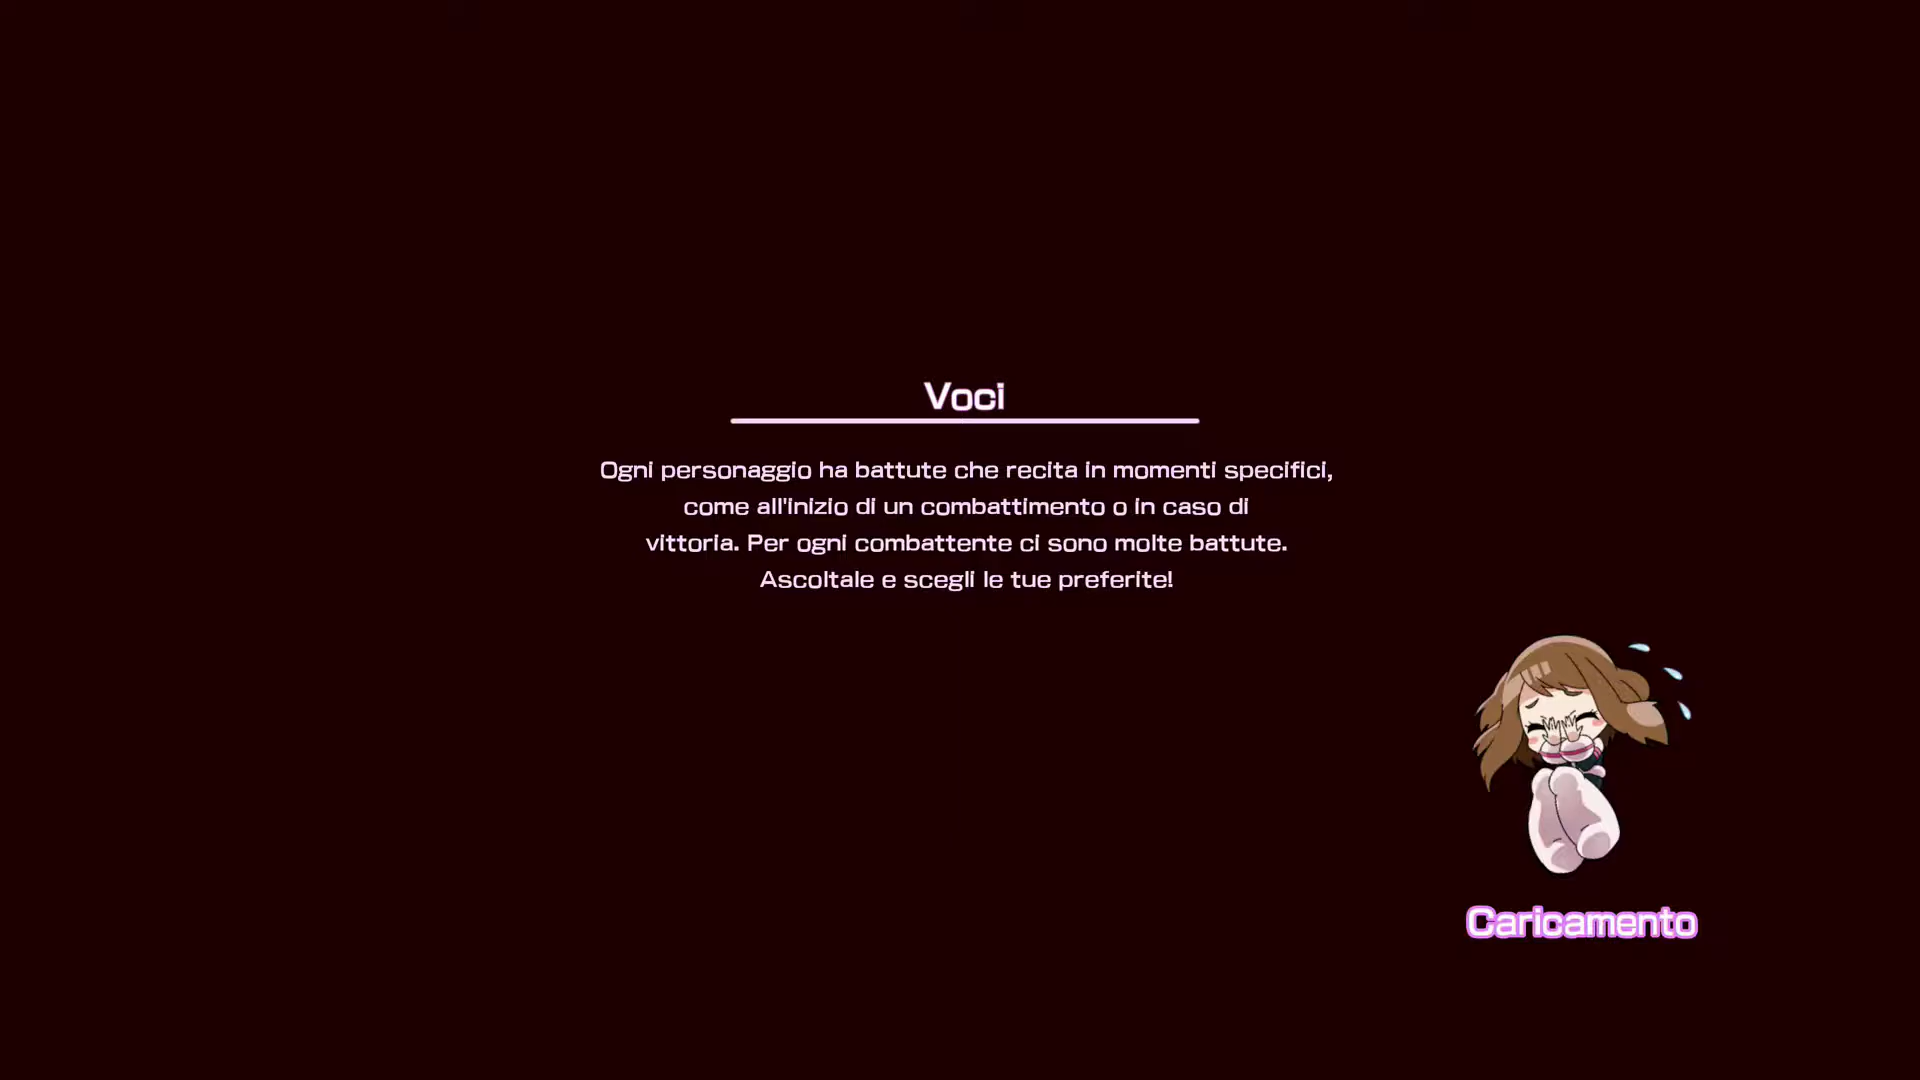 Voci
Ogni personaggio ha battute che recita in momenti specifici,
come all'inizio di un combattimento o in caso di
vittoria. Per ogni combattente ci sono molte battute.
Ascoltale e scegli le tue preferite!
Caricamento